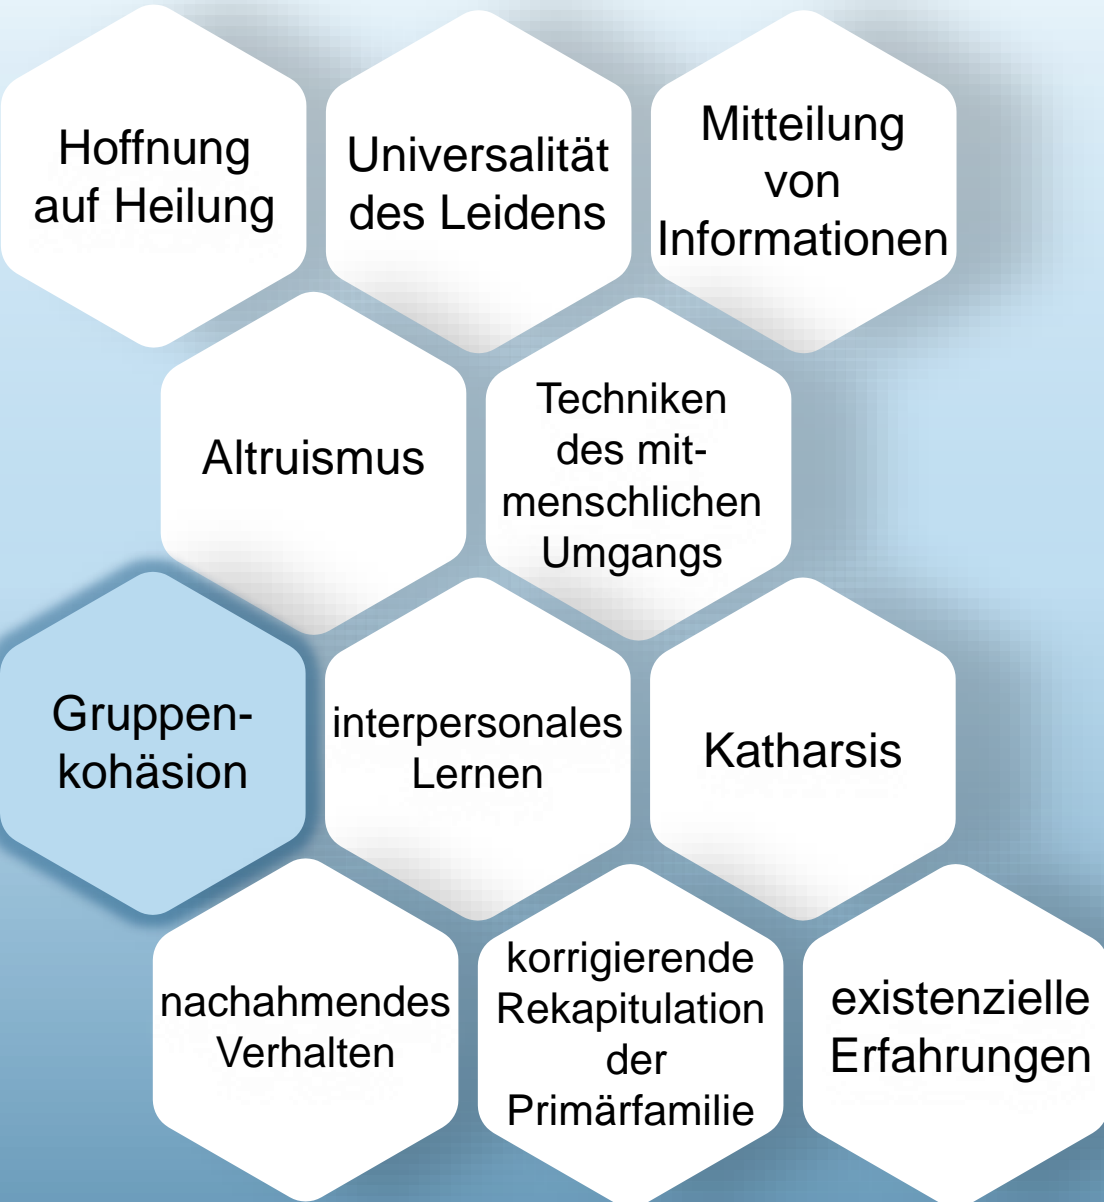 Hoffnung
auf Heilung
Universalität
des Leidens
Mitteilung
von
Informationen
Altruismus
Techniken
des mit-
menschlichen
Umgangs
Gruppen-
kohäsion
interpersonales
Lernen
Katharsis
nachahmendes
Verhalten
korrigierende
Rekapitulation
der
Primärfamilie
existenzielle
Erfahrungen